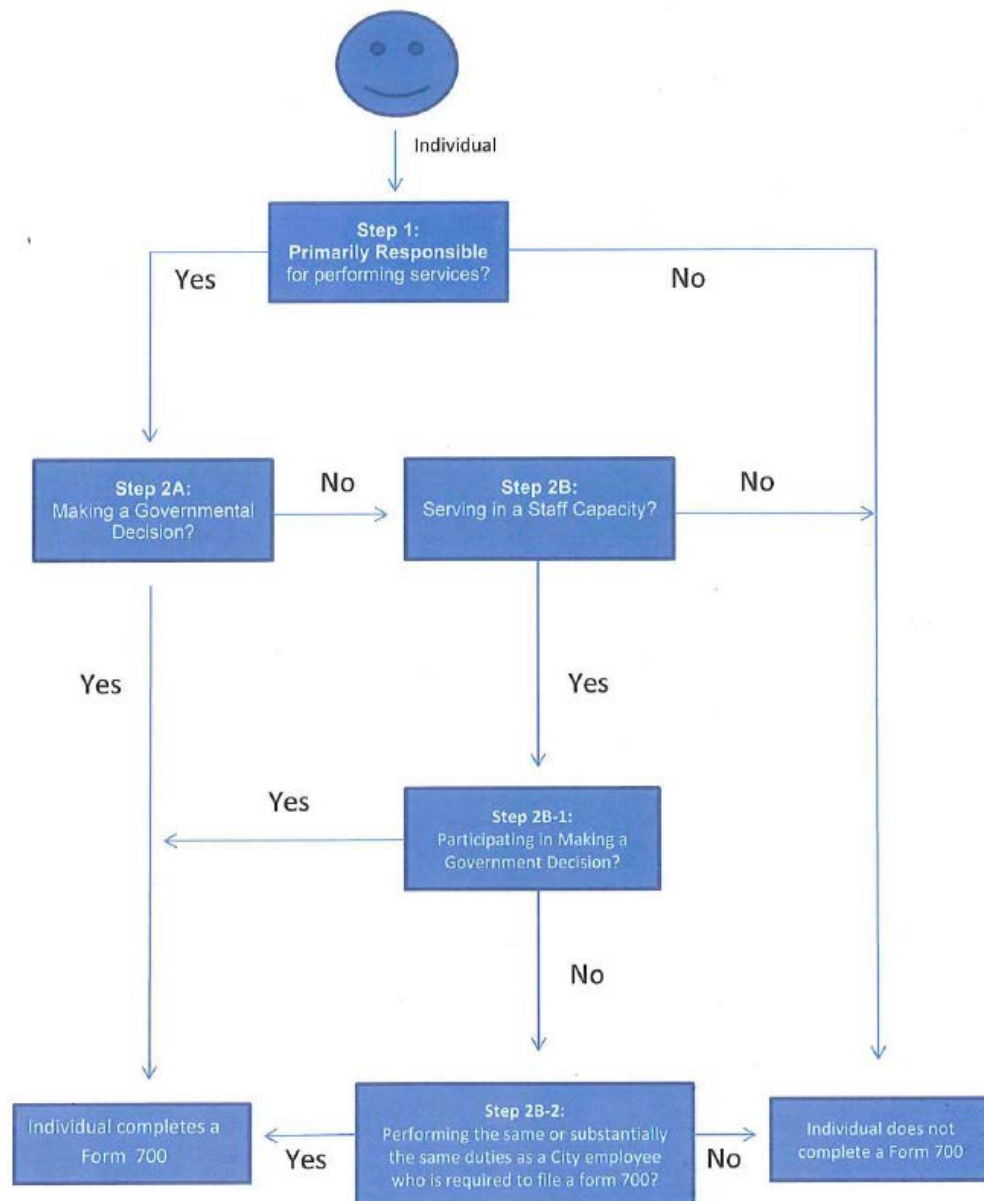 Individual
Step 1:
Primarily Responsible
for performing services?
Yes
No
Step 2A:
Making a Governmental
Decision?
No
Step 2B:
Serving in a Staff Capacity?
No
Yes
Yes
Yes
Step 2B-1:
Participating in Making a
Government Decision?
No
Individual completes a
Form 700
Yes
Step 2B-2:
Performing the same or substantially
the same duties as a City employee
who is required to file a form 700?
No
Individual does not
complete a Form 700